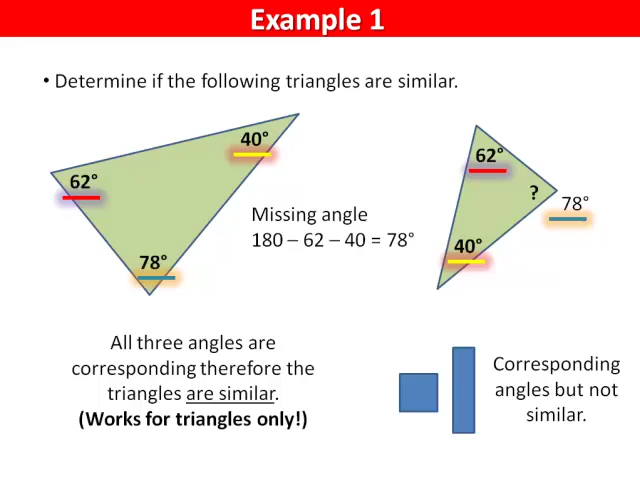 Example 1
• Determine if the following triangles are similar.
40°
62°
78°
Missing angle
180 – 62 – 40 = 78°
62°
?
78°
40°
All three angles are
corresponding therefore the
triangles are similar.
(Works for triangles only!)
Corresponding
angles but not
similar.